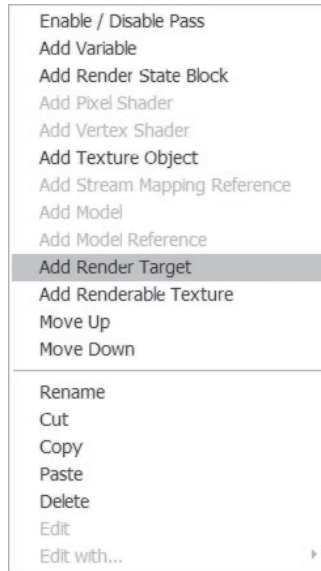 Enable / Disable Pass
Add Variable
Add Render State Block
Add Pixel Shader
Add Vertex Shader
Add Texture Object
Add Stream Mapping Reference
Add Model
Add Model Reference
Add Render Target
Add Renderable Texture
Move Up
Move Down
Rename
Cut
Copy
Paste
Delete
Edit
Edit with...